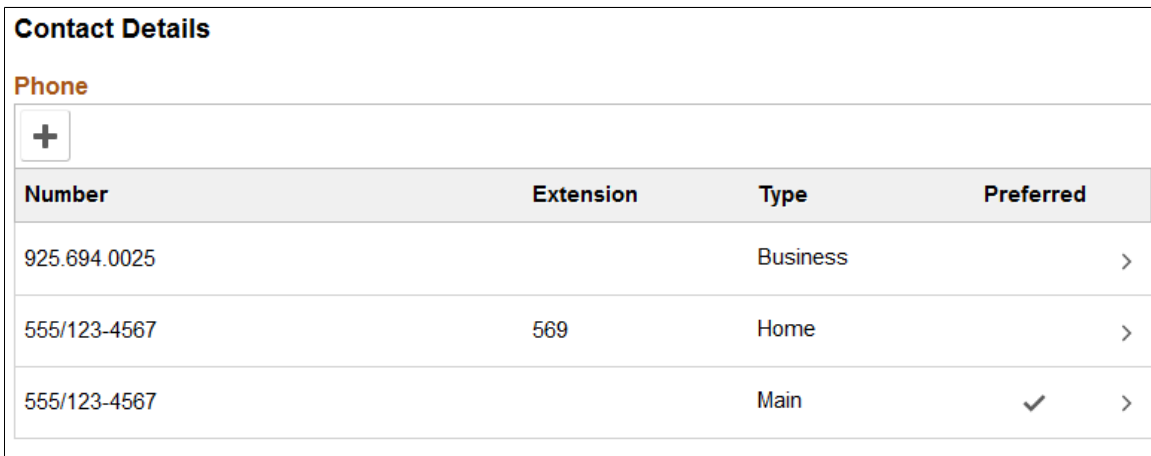 Contact Details
Phone
Number Extension Type Preferred
925.694.0025 Business
555/123-4567 569 Home
555/123-4567 Main